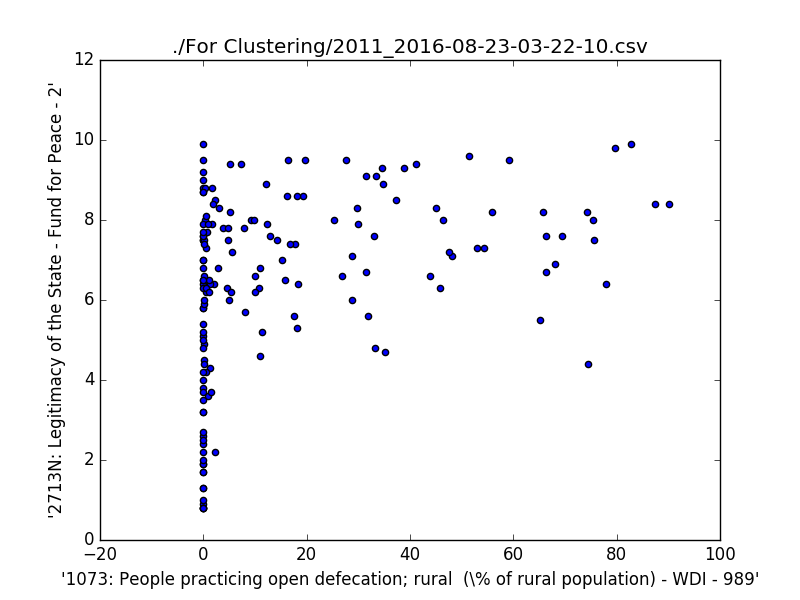 ./For Clustering/2011_2016-08-23-03-22-10.csv
'2713N: Legitimacy of the State - Fund for Peace - 2'
12
10
8
6
4
2
0
−20 0 20 40 60 80 100
'1073: People practicing open defecation; rural  (\% of rural population) - WDI - 989'